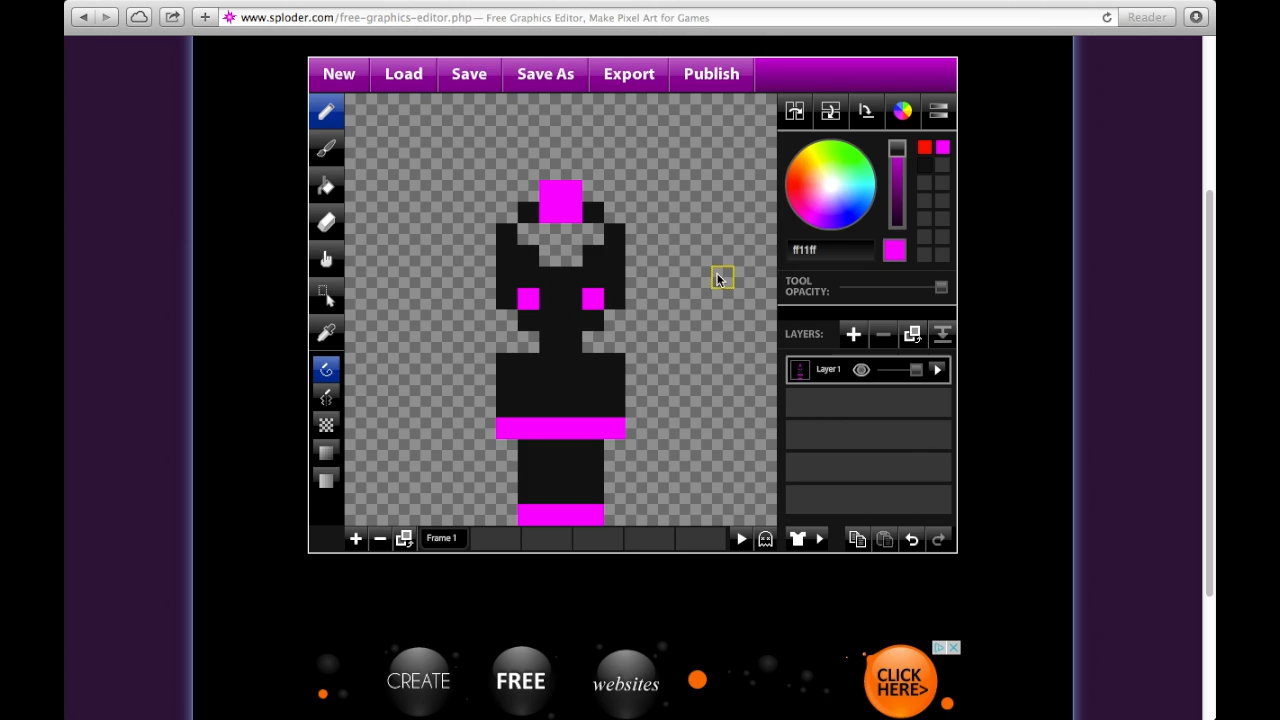 www.sploder.com/free-graphics-editor.php — Free Graphics Editor, Make Pixel Art for Games
Reader
New Load Save Save As Export Publish
ff11ff
TOOL
OPACITY:
LAYERS:
Layer 1
Frame 1
CREATE FREE websites
CLICK
HERE>